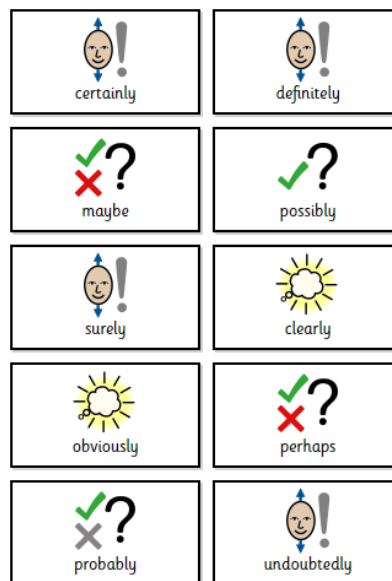 certainly
definitely
maybe
possibly
surely
clearly
obviously
perhaps
probably
undoubtedly